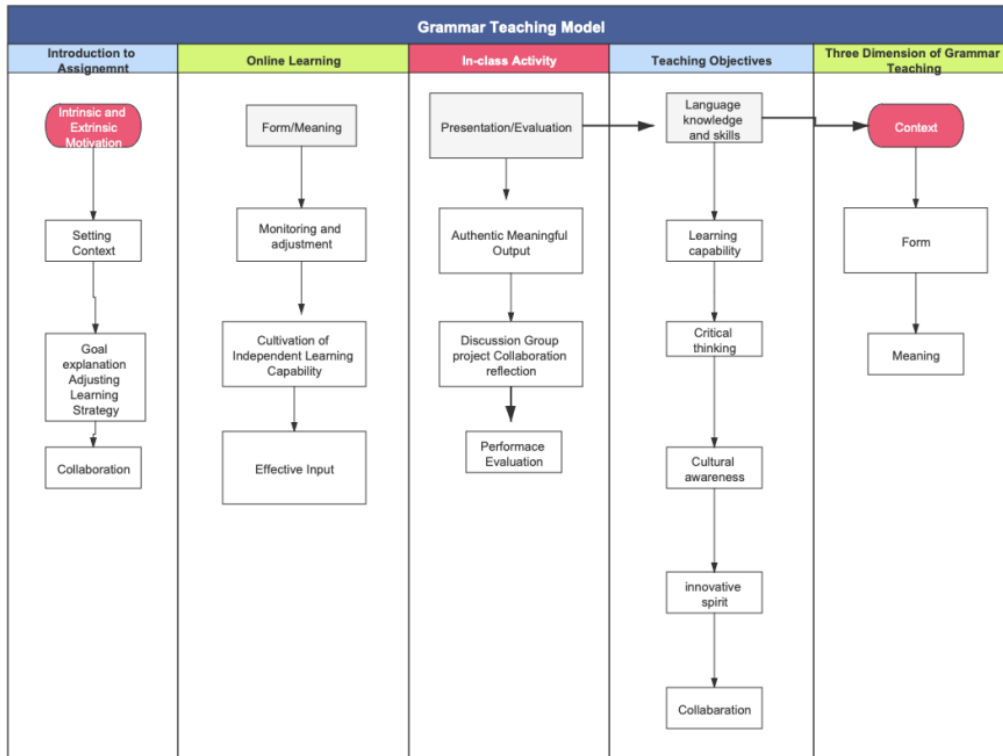 Grammar Teaching Model
Introduction to
Assignemnt
Online Learning
In-class Activity
Teaching Objectives
Three Dimension of Grammar
Teaching
Intrinsic and
Extrinsic
Motivation
Setting
Context
Goal
explanation
Adjusting
Learning
Strategy
Collaboration
Form/Meaning
Monitoring and
adjustment
Cultivation of
Independent Learning
Capability
Effective Input
Presentation/Evaluation
Authentic Meaningful
Output
Discussion Group
project Collaboration
reflection
Performace
Evaluation
Language
knowledge
and skills
Learning
capability
Critical
thinking
Cultural
awareness
innovative
spirit
Collabaration
Context
Form
Meaning